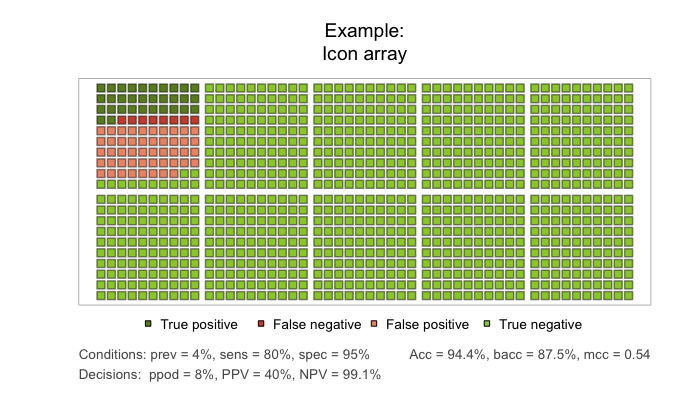 Example:
Icon array
True positive False negative False positive True negative
Conditions: prev = 4%, sens = 80%, spec = 95% Acc = 94.4%, bacc = 87.5%, mcc = 0.54
Decisions: ppod = 8%, PPV = 40%, NPV = 99.1%